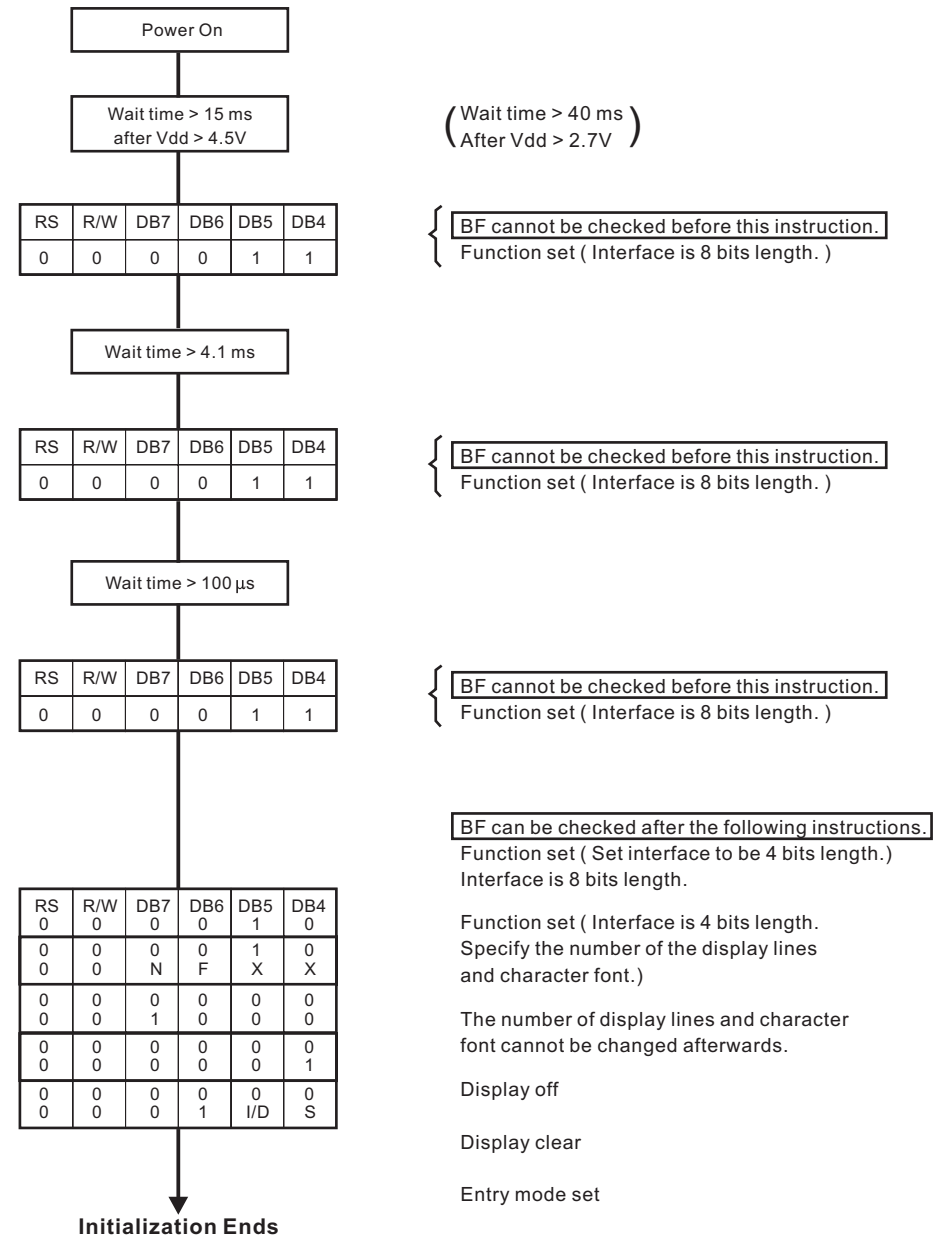 Power On
Wait time > 15 ms
after Vdd > 4.5V
(Wait time > 40 ms
After Vdd > 2.7V)
RS R/W DB7 DB6 DB5 DB4
0 0 0 0 1 1
BF cannot be checked before this instruction.
Function set ( Interface is 8 bits length. )
Wait time > 4.1 ms
RS R/W DB7 DB6 DB5 DB4
0 0 0 0 1 1
BF cannot be checked before this instruction.
Function set ( Interface is 8 bits length. )
Wait time > 100 µs
RS R/W DB7 DB6 DB5 DB4
0 0 0 0 1 1
BF cannot be checked before this instruction.
Function set ( Interface is 8 bits length. )
BF can be checked after the following instructions.
Function set ( Set interface to be 4 bits length.)
Interface is 8 bits length.
RS R/W DB7 DB6 DB5 DB4
0 0 0 0 1 0
0 0 0 0 1 0
0 0 N F X X
0 0 0 0 0 0
0 0 1 0 0 0
0 0 0 0 0 0
0 0 0 0 0 1
0 0 0 0 0 0
0 0 0 1 I/D S
Function set ( Interface is 4 bits length.
Specify the number of the display lines
and character font.)
The number of display lines and character
font cannot be changed afterwards.
Display off
Display clear
Entry mode set
Initialization Ends